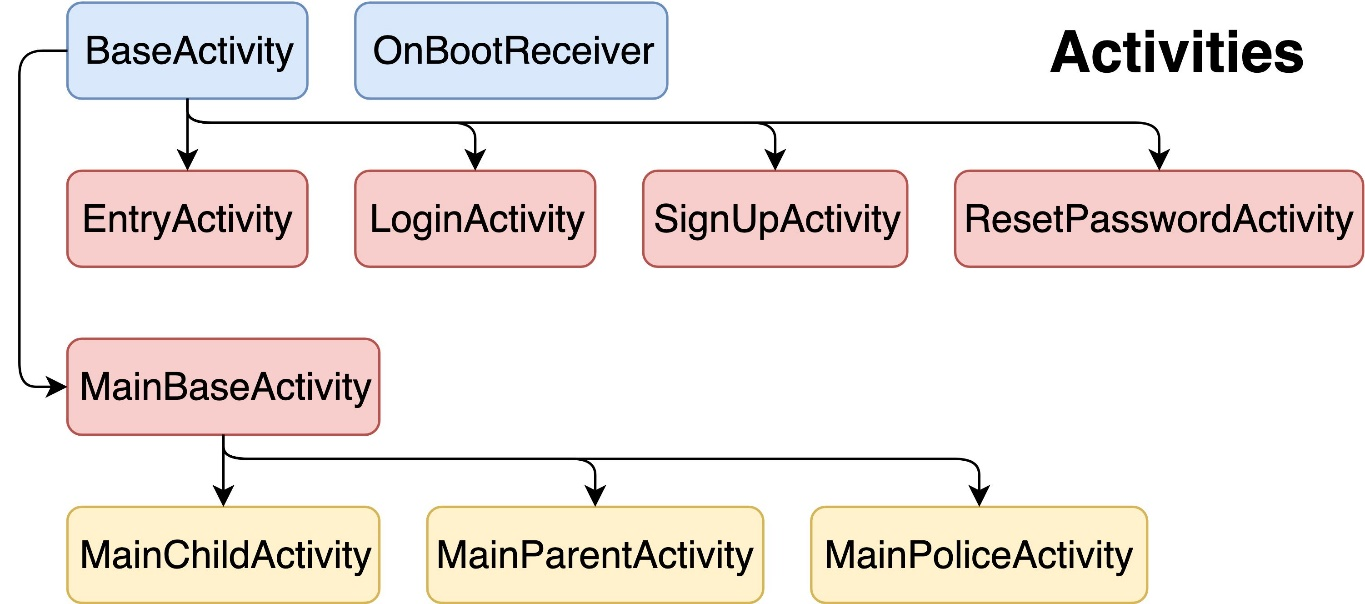 BaseActivity
OnBootReceiver
Activities
EntryActivity
LoginActivity
SignUpActivity
ResetPasswordActivity
MainBaseActivity
MainChildActivity
MainParentActivity
MainPoliceActivity